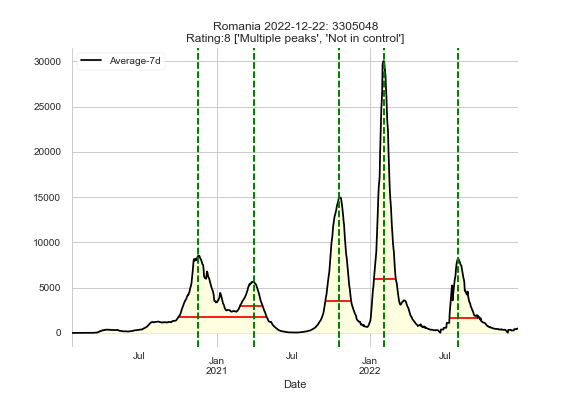 Romania 2022-12-22: 3305048
Rating:8 ['Multiple peaks', 'Not in control']
Average-7d
30000
25000
20000
15000
10000
5000
0
Jul
Jan
2021
Jul
Jan
2022
Jul
Date